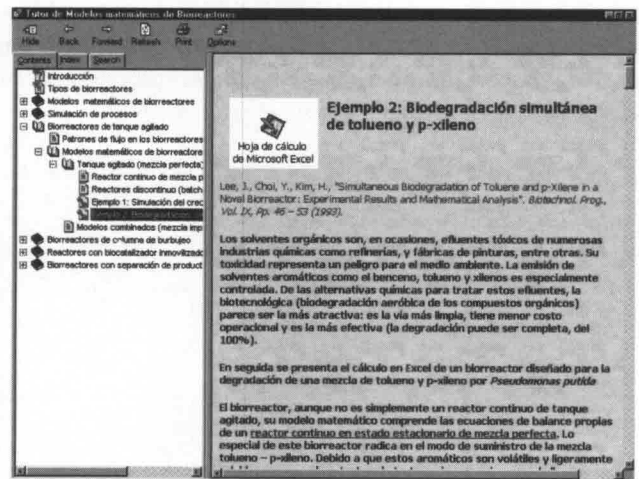 Tutor de Modelos matemáticos de Biorreactores
Hide Back Forward Refresh Print Options
Contents Index Search
Introducción
Tipos de biorreactores
Modelos matemáticos de biorreactores
Simulación de procesos
Biorreactores de tanque agitado
Patrones de flujo en los biorreactores
Modelos matemáticos de biorreactores
Tanque agitado (mezcla perfecta)
Reactor continuo de mezcla p
Reactores discontinuo (batch
Ejemplo 1: Simulación del crec
Ejemplo 2: Biodegradación
Modelos combinados (mezcla imp
Biorreactores de columna de burbujeo
Reactores con biocatalizador inmovilizado
Biorreactores con separación de product
Hoja de cálculo
de Microsoft Excel
Ejemplo 2: Biodegradación simultánea
de tolueno y p-xileno
Lee, J., Choi, Y., Kim, H., "Simultaneous Biodegradation of Toluene and p-Xilene in a
Novel Bioreactor: Experimental Results and Mathematical Analysis". Biotechnol. Prog.,
Vol. IX, Pp. 46 – 53 (1993).
Los solventes orgánicos son, en ocasiones, efluentes tóxicos de numerosas
industrias químicas como refinerías, y fábricas de pinturas, entre otras. Su
toxicidad representa un peligro para el medio ambiente. La emisión de
solventes aromáticos como el benceno, tolueno y xilenos es especialmente
controlada. De las alternativas químicas para tratar estos efluentes, la
biotecnológica (biodegradación aeróbica de los compuestos orgánicos)
parece ser la más atractiva: es la vía más limpia, tiene menor costo
operacional y es la más efectiva (la degradación puede ser completa, del
100%).
En seguida se presenta el cálculo en Excel de un biorreactor diseñado para la
degradación de una mezcla de tolueno y p-xileno por Pseudomonas putida
El biorreactor, aunque no es simplemente un reactor continuo de tanque
agitado, su modelo matemático comprende las ecuaciones de balance propias
de un reactor continuo en estado estacionario de mezcla perfecta. Lo
especial de este biorreactor radica en el modo de suministro de la mezcla
tolueno – p-xileno. Debido a que estos aromáticos son volátiles y ligeramente